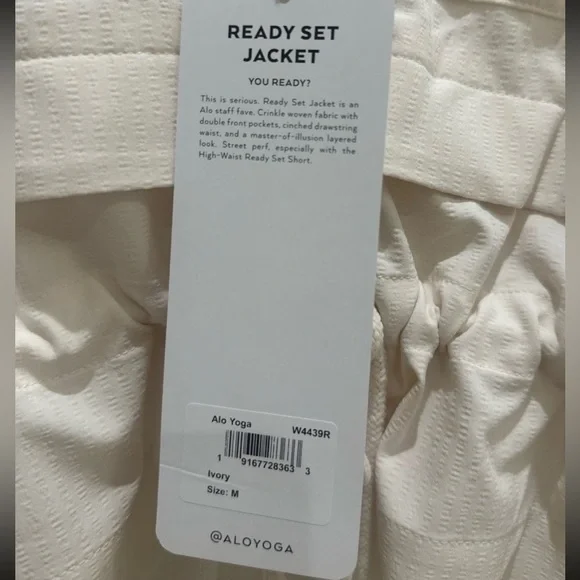 READY SET
JACKET
YOU READY?
This is serious. Ready Set Jacket is an
Alo staff fave. Crinkle woven fabric with
double front pockets, cinched drawstring
waist, and a master-of-illusion layered
look. Street perf, especially with the
High-Waist Ready Set Short.
Alo Yoga W4439R
1 91677 28363 3
Ivory
Size: M
@ALOYOGA